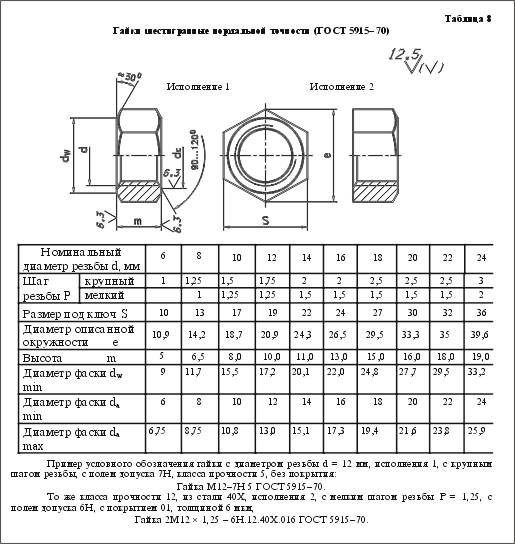 Таблица 8
Гайки шестигранные нормальной точности (ГОСТ 5915–70)
12.5 (√)
≈30°
Исполнение 1
Исполнение 2
dw
d
dc
90...120°
6.3
e
6.3
6.3
m
S
Номинальный диаметр резьбы d, мм 6 8 10 12 14 16 18 20 22 24
Шаг резьбы P крупный 1 1,25 1,5 1,75 2 2 2,5 2,5 2,5 3
мелкий 1 1,25 1,25 1,5 1,5 1,5 1,5 1,5 2
Размер под ключ S 10 13 17 19 22 24 27 30 32 36
Диаметр описанной окружности e 10,9 14,2 18,7 20,9 24,3 26,5 29,5 33,3 35 39,6
Высота m 5 6,5 8,0 10,0 11,0 13,0 15,0 16,0 18,0 19,0
Диаметр фаски dw min 9 11,7 15,5 17,2 20,1 22,0 24,8 27,7 29,5 33,2
Диаметр фаски da min 6 8 10 12 14 16 18 20 22 24
Диаметр фаски da max 6,75 8,75 10,8 13,0 15,1 17,3 19,4 21,6 23,8 25,9
Пример условного обозначения гайки с диаметром резьбы d = 12 мм, исполнения 1, с крупным
шагом резьбы, с полем допуска 7Н, класса прочности 5, без покрытия:
Гайка М12–7Н 5 ГОСТ 5915–70.
То же класса прочности 12, из стали 40Х, исполнения 2, с мелким шагом резьбы Р = 1,25, с
полем допуска 6Н, с покрытием 01, толщиной 6 мкм;
Гайка 2М12 × 1,25 – 6Н.12.40Х.016 ГОСТ 5915–70.